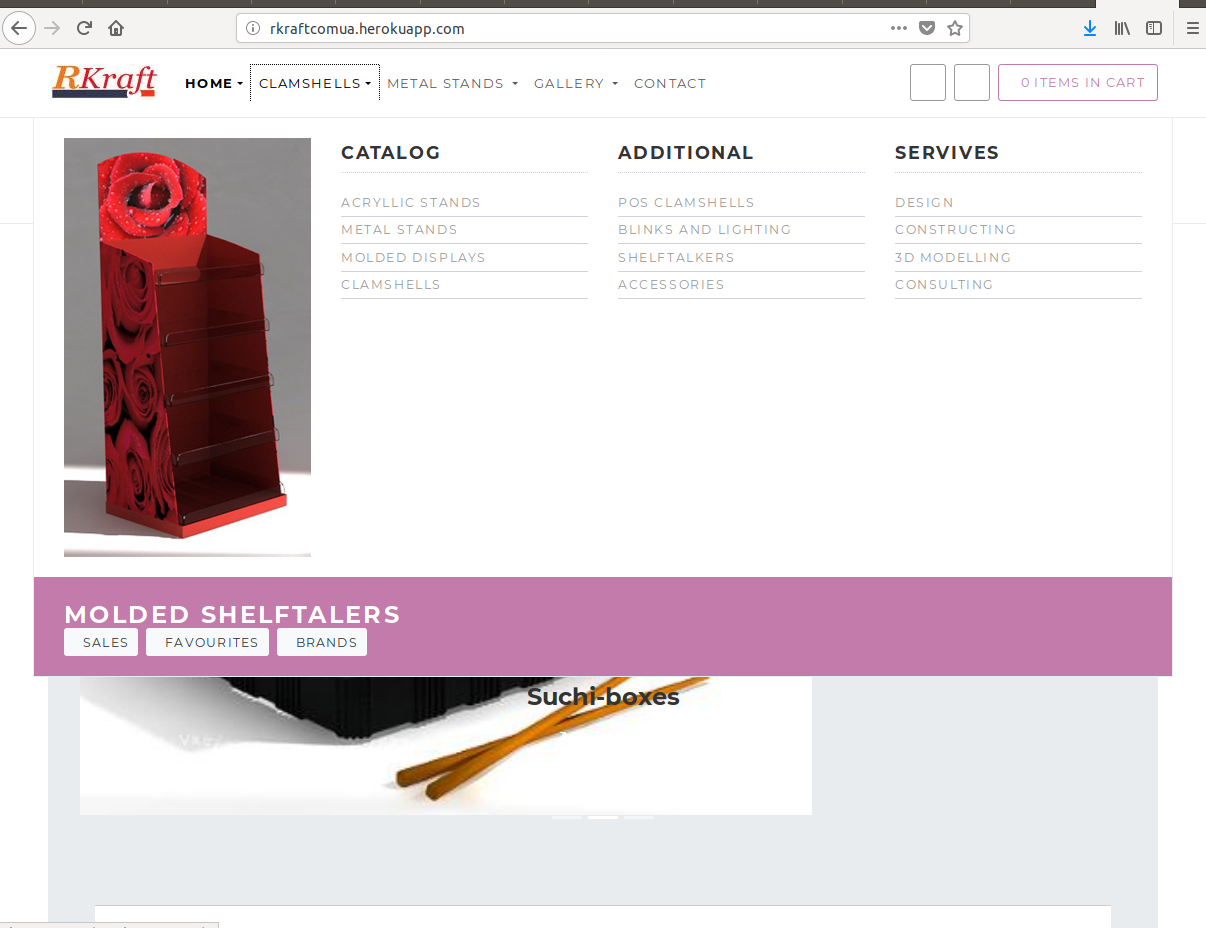 rkraftcomua.herokuapp.com
RKraft
HOME
CLAMSHELLS
METAL STANDS
GALLERY
CONTACT
0 ITEMS IN CART
CATALOG
ACRYLLIC STANDS
METAL STANDS
MOLDED DISPLAYS
CLAMSHELLS
ADDITIONAL
POS CLAMSHELLS
BLINKS AND LIGHTING
SHELFTALKERS
ACCESSORIES
SERVIVES
DESIGN
CONSTRUCTING
3D MODELLING
CONSULTING
MOLDED SHELFTALERS
SALES
FAVOURITES
BRANDS
Suchi-boxes